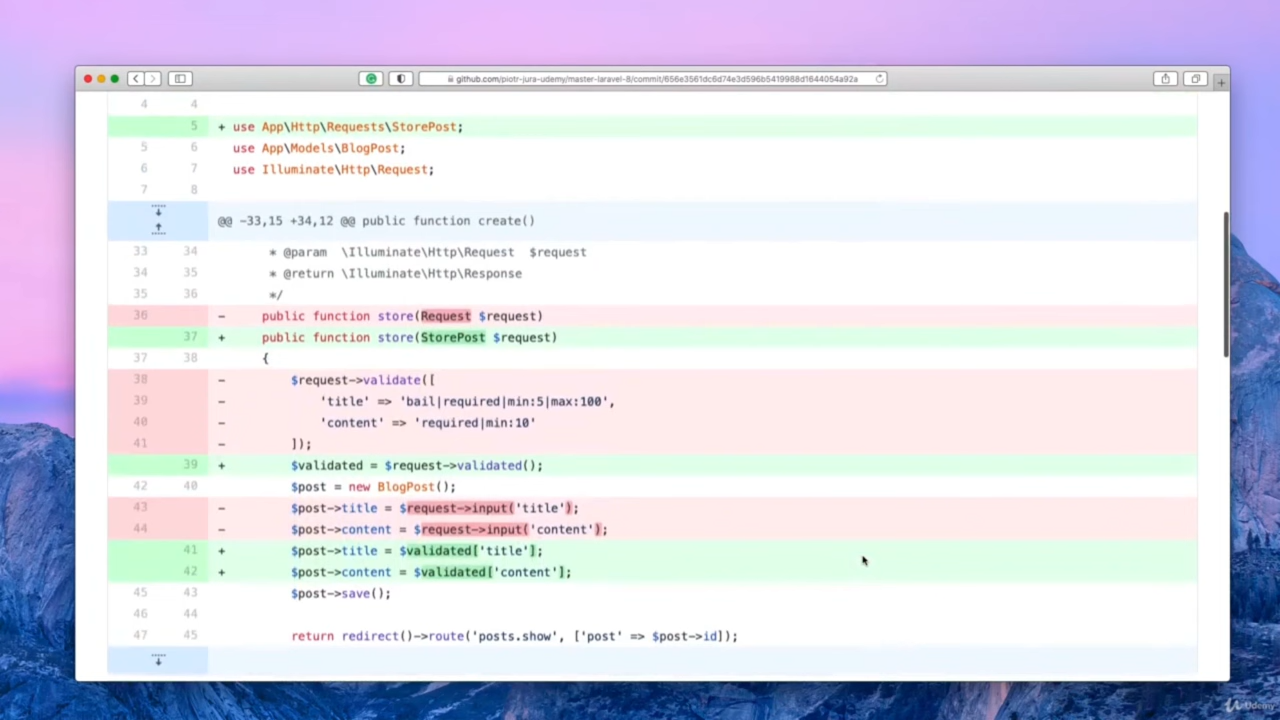 github.com/piotr-jura-udemy/master-laravel-8/commit/656e3561dc6d74e3d596b5419988d1644054a92a
4 4
5 + use App\Http\Requests\StorePost;
5 6 use App\Models\BlogPost;
6 7 use Illuminate\Http\Request;
7 8
@@ -33,15 +34,12 @@ public function create()
33 34 * @param \Illuminate\Http\Request $request
34 35 * @return \Illuminate\Http\Response
35 36 */
36 - public function store(Request $request)
37 + public function store(StorePost $request)
37 38 {
38 - $request->validate([
39 - 'title' => 'bail|required|min:5|max:100',
40 - 'content' => 'required|min:10'
41 - ]);
39 + $validated = $request->validated();
42 40 $post = new BlogPost();
43 - $post->title = $request->input('title');
44 - $post->content = $request->input('content');
41 + $post->title = $validated['title'];
42 + $post->content = $validated['content'];
45 43 $post->save();
46 44
47 45 return redirect()->route('posts.show', ['post' => $post->id]);
Udemy